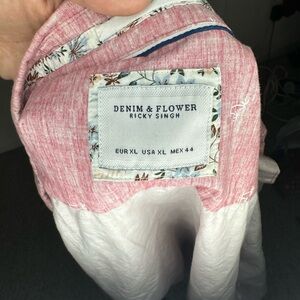 DENIM & FLOWER
RICKY SINGH
EUR XL USA XL MEX 44